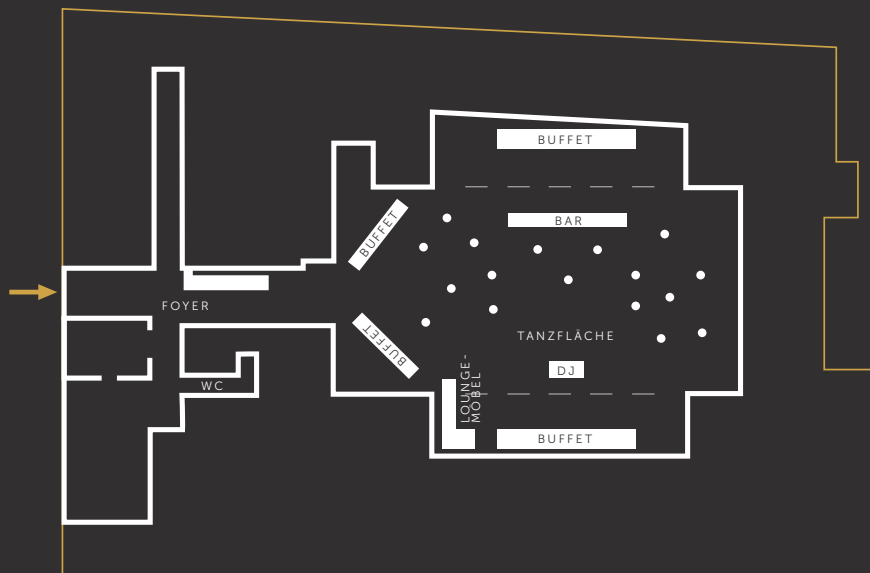 BUFFET
BAR
BUFFET
FOYER
TANZFLÄCHE
BUFFET
DJ
WC
LOUNGE-
MÖBEL
BUFFET